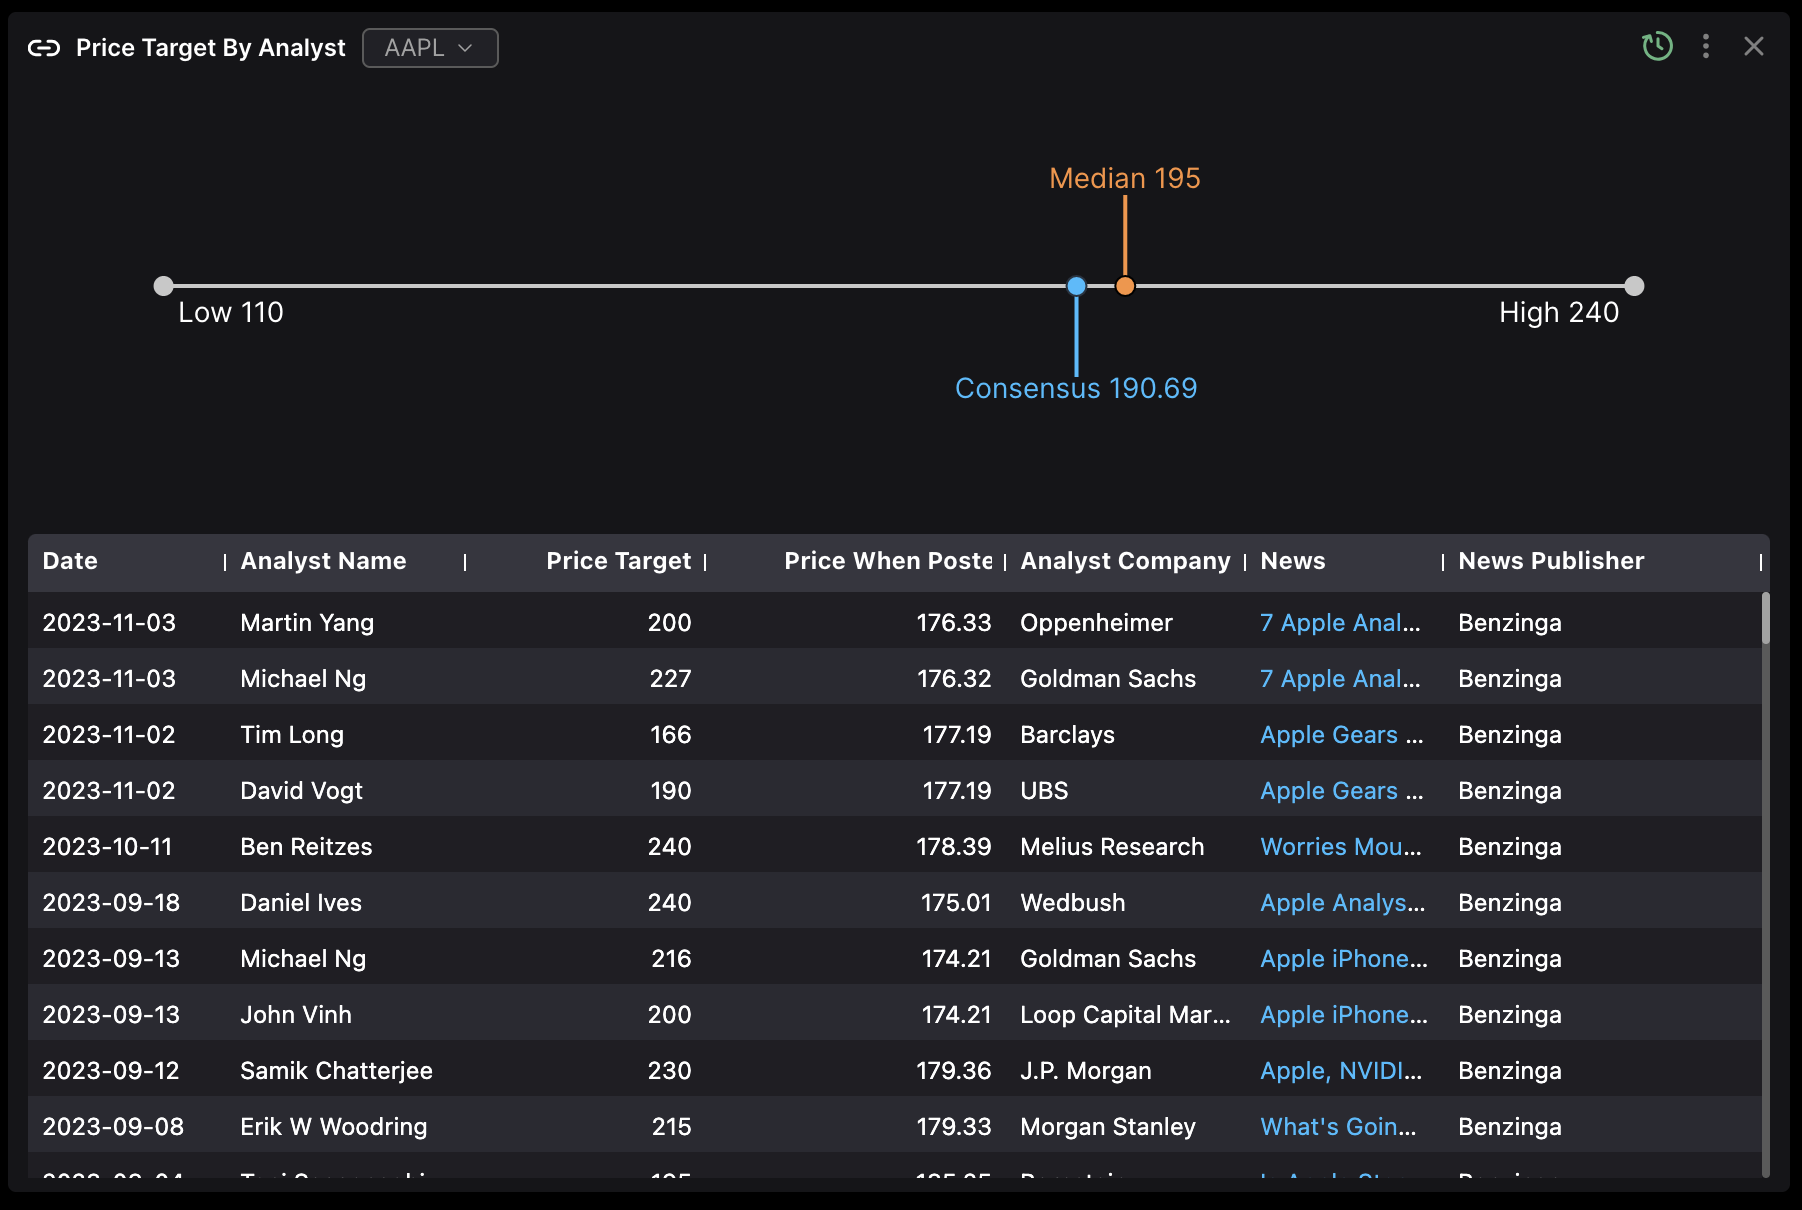 Price Target By Analyst AAPL
Median 195
Low 110 High 240
Consensus 190.69
Date Analyst Name Price Target Price When Poste Analyst Company News News Publisher
2023-11-03 Martin Yang 200 176.33 Oppenheimer 7 Apple Anal... Benzinga
2023-11-03 Michael Ng 227 176.32 Goldman Sachs 7 Apple Anal... Benzinga
2023-11-02 Tim Long 166 177.19 Barclays Apple Gears ... Benzinga
2023-11-02 David Vogt 190 177.19 UBS Apple Gears ... Benzinga
2023-10-11 Ben Reitzes 240 178.39 Melius Research Worries Mou... Benzinga
2023-09-18 Daniel Ives 240 175.01 Wedbush Apple Analys... Benzinga
2023-09-13 Michael Ng 216 174.21 Goldman Sachs Apple iPhone... Benzinga
2023-09-13 John Vinh 200 174.21 Loop Capital Mar... Apple iPhone... Benzinga
2023-09-12 Samik Chatterjee 230 179.36 J.P. Morgan Apple, NVIDI... Benzinga
2023-09-08 Erik W Woodring 215 179.33 Morgan Stanley What's Goin... Benzinga